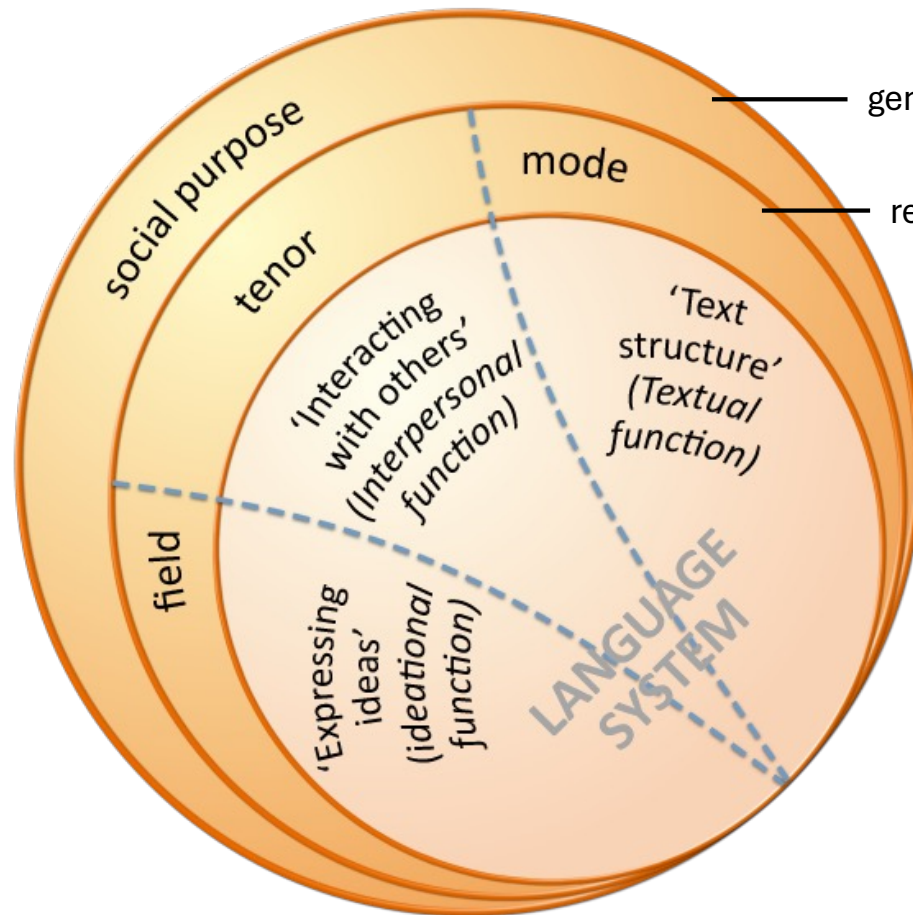 social purpose
tenor
mode
field
‘Interacting
with others’
(Interpersonal
function)
‘Text
structure’
(Textual
function)
‘Expressing
ideas’
(ideational
function)
LANGUAGE
SYSTEM